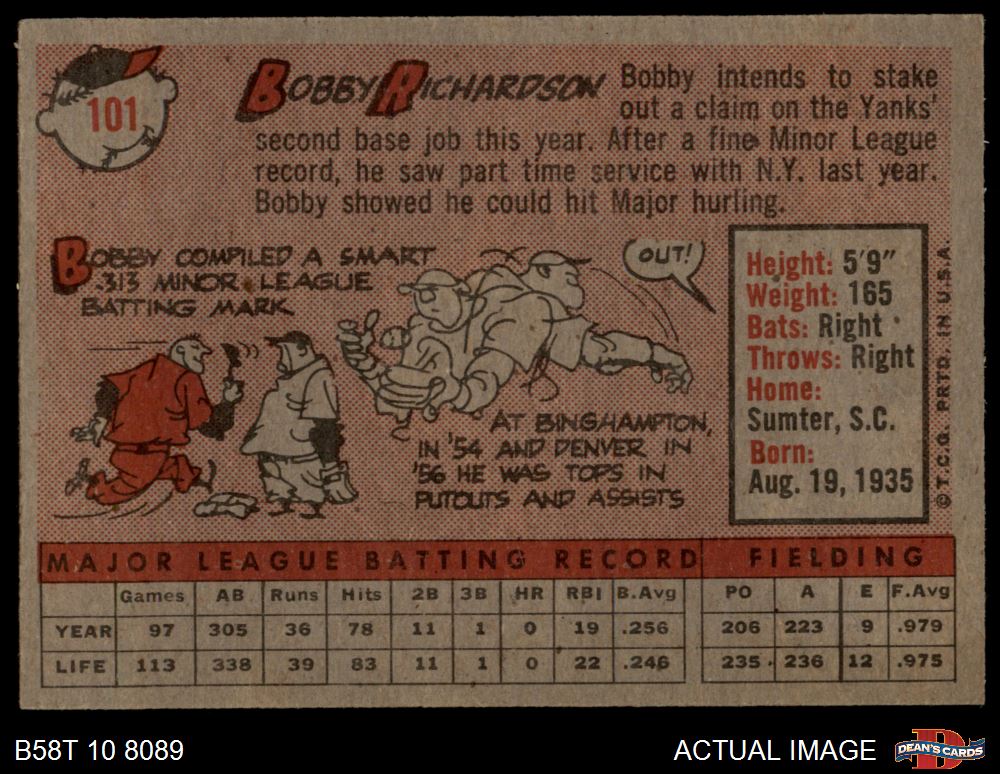 101
BOBBY RICHARDSON
Bobby intends to stake
out a claim on the Yanks'
second base job this year. After a fine Minor League
record, he saw part time service with N.Y. last year.
Bobby showed he could hit Major hurling.
BOBBY COMPILED A SMART
.313 MINOR LEAGUE
BATTING MARK
OUT!
AT BINGHAMPTON,
IN '54 AND DENVER IN
'56 HE WAS TOPS IN
PUTOUTS AND ASSISTS
Height: 5'9"
Weight: 165
Bats: Right
Throws: Right
Home:
Sumter, S.C.
Born:
Aug. 19, 1935
© T.C.G. PRTD. IN U.S.A.
MAJOR LEAGUE BATTING RECORD FIELDING
Games AB Runs Hits 2B 3B HR RBI B.Avg PO A E F.Avg
YEAR 97 305 36 78 11 1 0 19 .256 206 223 9 .979
LIFE 113 338 39 83 11 1 0 22 .246 235 236 12 .975
B58T 10 8089
ACTUAL IMAGE
D
DEAN'S CARDS